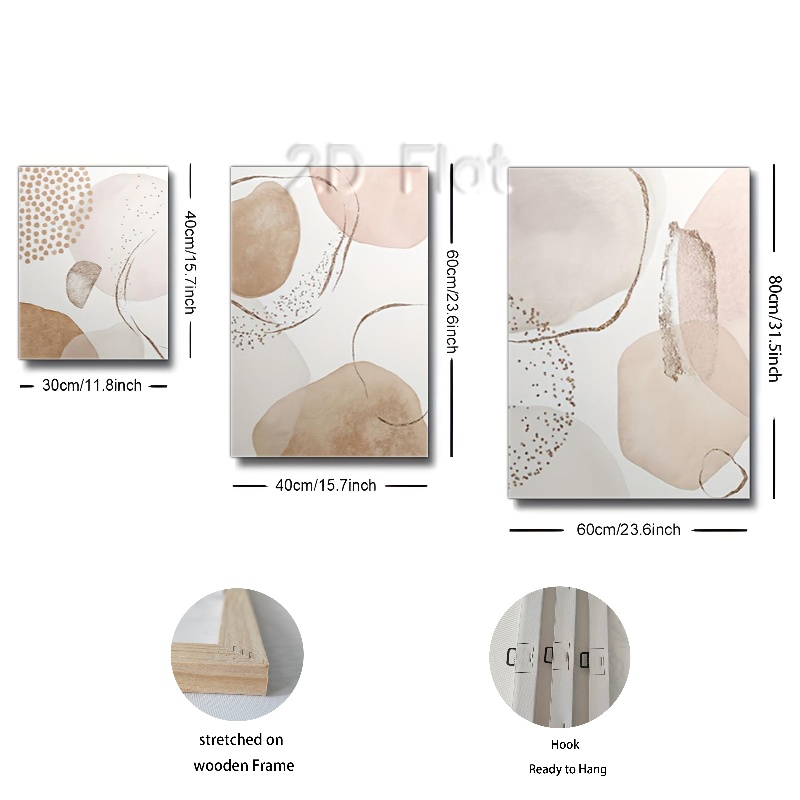 2D Flat
40cm/15.7inch
30cm/11.8inch
60cm/23.6inch
40cm/15.7inch
80cm/31.5inch
60cm/23.6inch
stretched on
wooden Frame
Hook
Ready to Hang